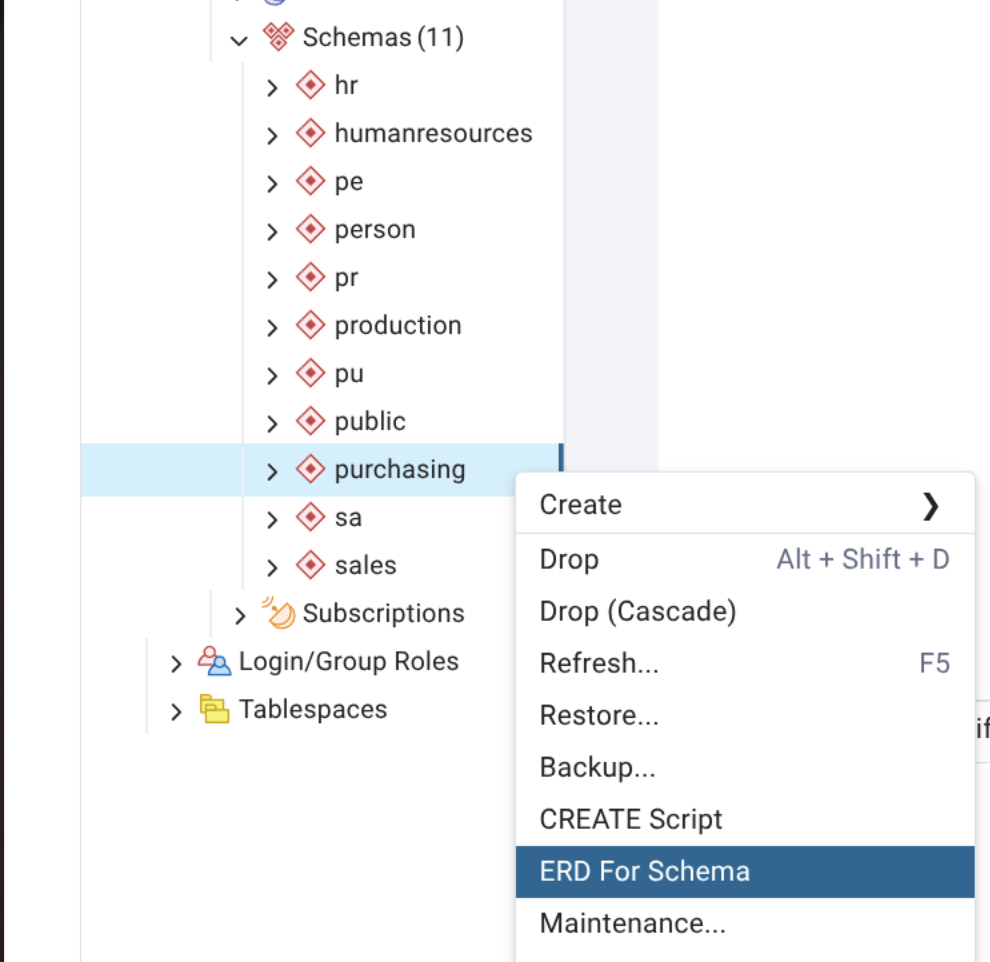 Schemas (11)
hr
humanresources
pe
person
pr
production
pu
public
purchasing
sa
sales
Subscriptions
Login/Group Roles
Tablespaces
Create ❯
Drop Alt + Shift + D
Drop (Cascade)
Refresh... F5
Restore...
Backup...
CREATE Script
ERD For Schema
Maintenance...
if